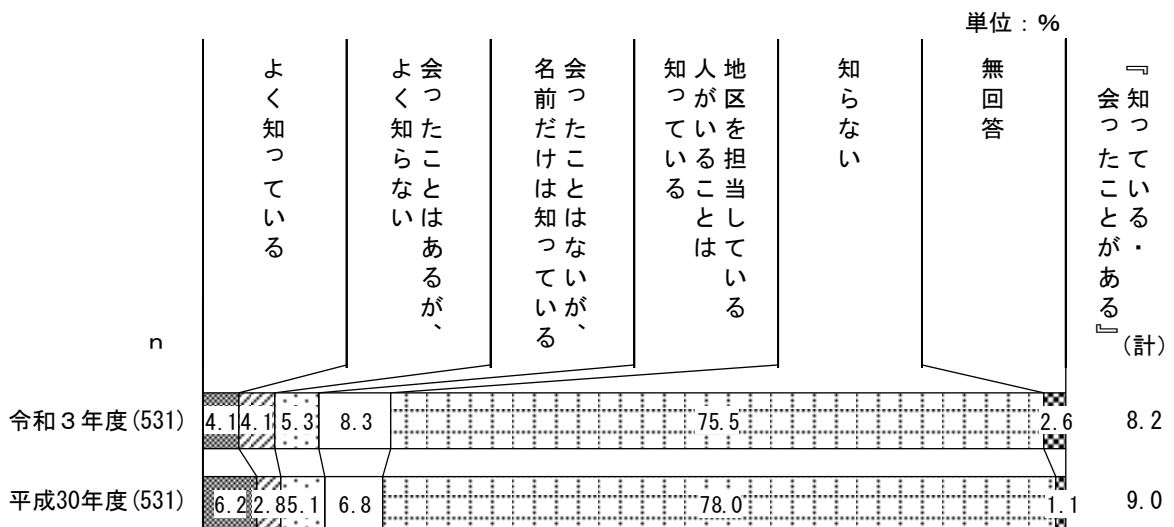 単位：％
よく知っている
会ったことはあるが、
よく知らない
会ったことはないが、
名前だけは知っている
地区を担当している
人がいることは
知っている
知らない
無回答
『知っている・
会ったことがある』
(計)
n
令和３年度(531) 4.1 4.1 5.3 8.3 75.5 2.6 8.2
平成30年度(531) 6.2 2.8 5.1 6.8 78.0 1.1 9.0